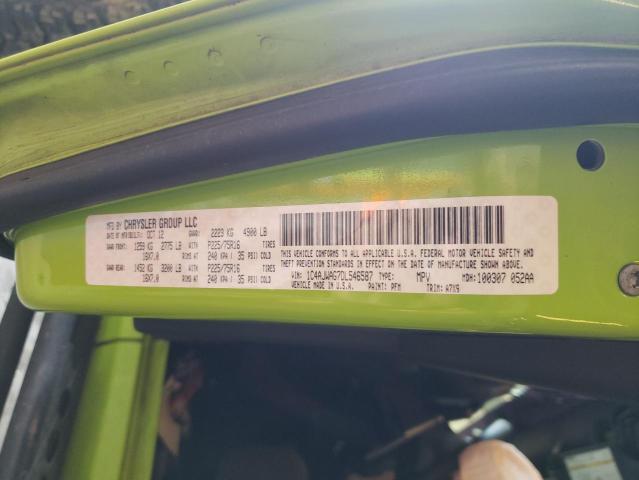 MFD BY CHRYSLER GROUP LLC
DATE OF MFR/BUILT: OCT 12 GVWR: 2223 KG 4900 LB
GAWR FRONT: 1259 KG 2775 LB WITH P225/75R16 TIRES
16X7.0 RIMS AT 240 KPA / 35 PSI COLD
GAWR REAR: 1452 KG 3200 LB WITH P225/75R16 TIRES
16X7.0 RIMS AT 240 KPA / 35 PSI COLD
THIS VEHICLE CONFORMS TO ALL APPLICABLE U.S.A. FEDERAL MOTOR VEHICLE SAFETY AND
THEFT PREVENTION STANDARDS IN EFFECT ON THE DATE OF MANUFACTURE SHOWN ABOVE.
VIN: 1C4AJWAG7DL546587 TYPE: MPV MDH: 100307 052AA
VEHICLE MADE IN U.S.A. PAINT: PFM TRIM: A7X9